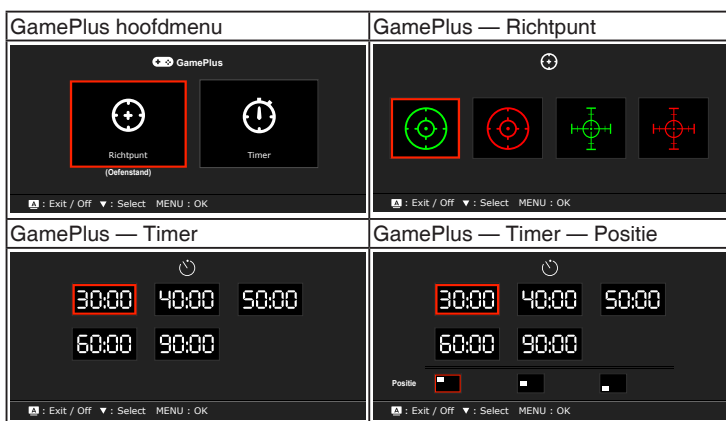 GamePlus hoofdmenu
GamePlus — Richtpunt
GamePlus
Richtpunt
Timer
(Oefenstand)
A : Exit / Off ▼ : Select MENU : OK
A : Exit / Off ▼ : Select MENU : OK
GamePlus — Timer
GamePlus — Timer — Positie
30:00 40:00 50:00
60:00 90:00
A : Exit / Off ▼ : Select MENU : OK
30:00 40:00 50:00
60:00 90:00
Positie
A : Exit / Off ▼ : Select MENU : OK